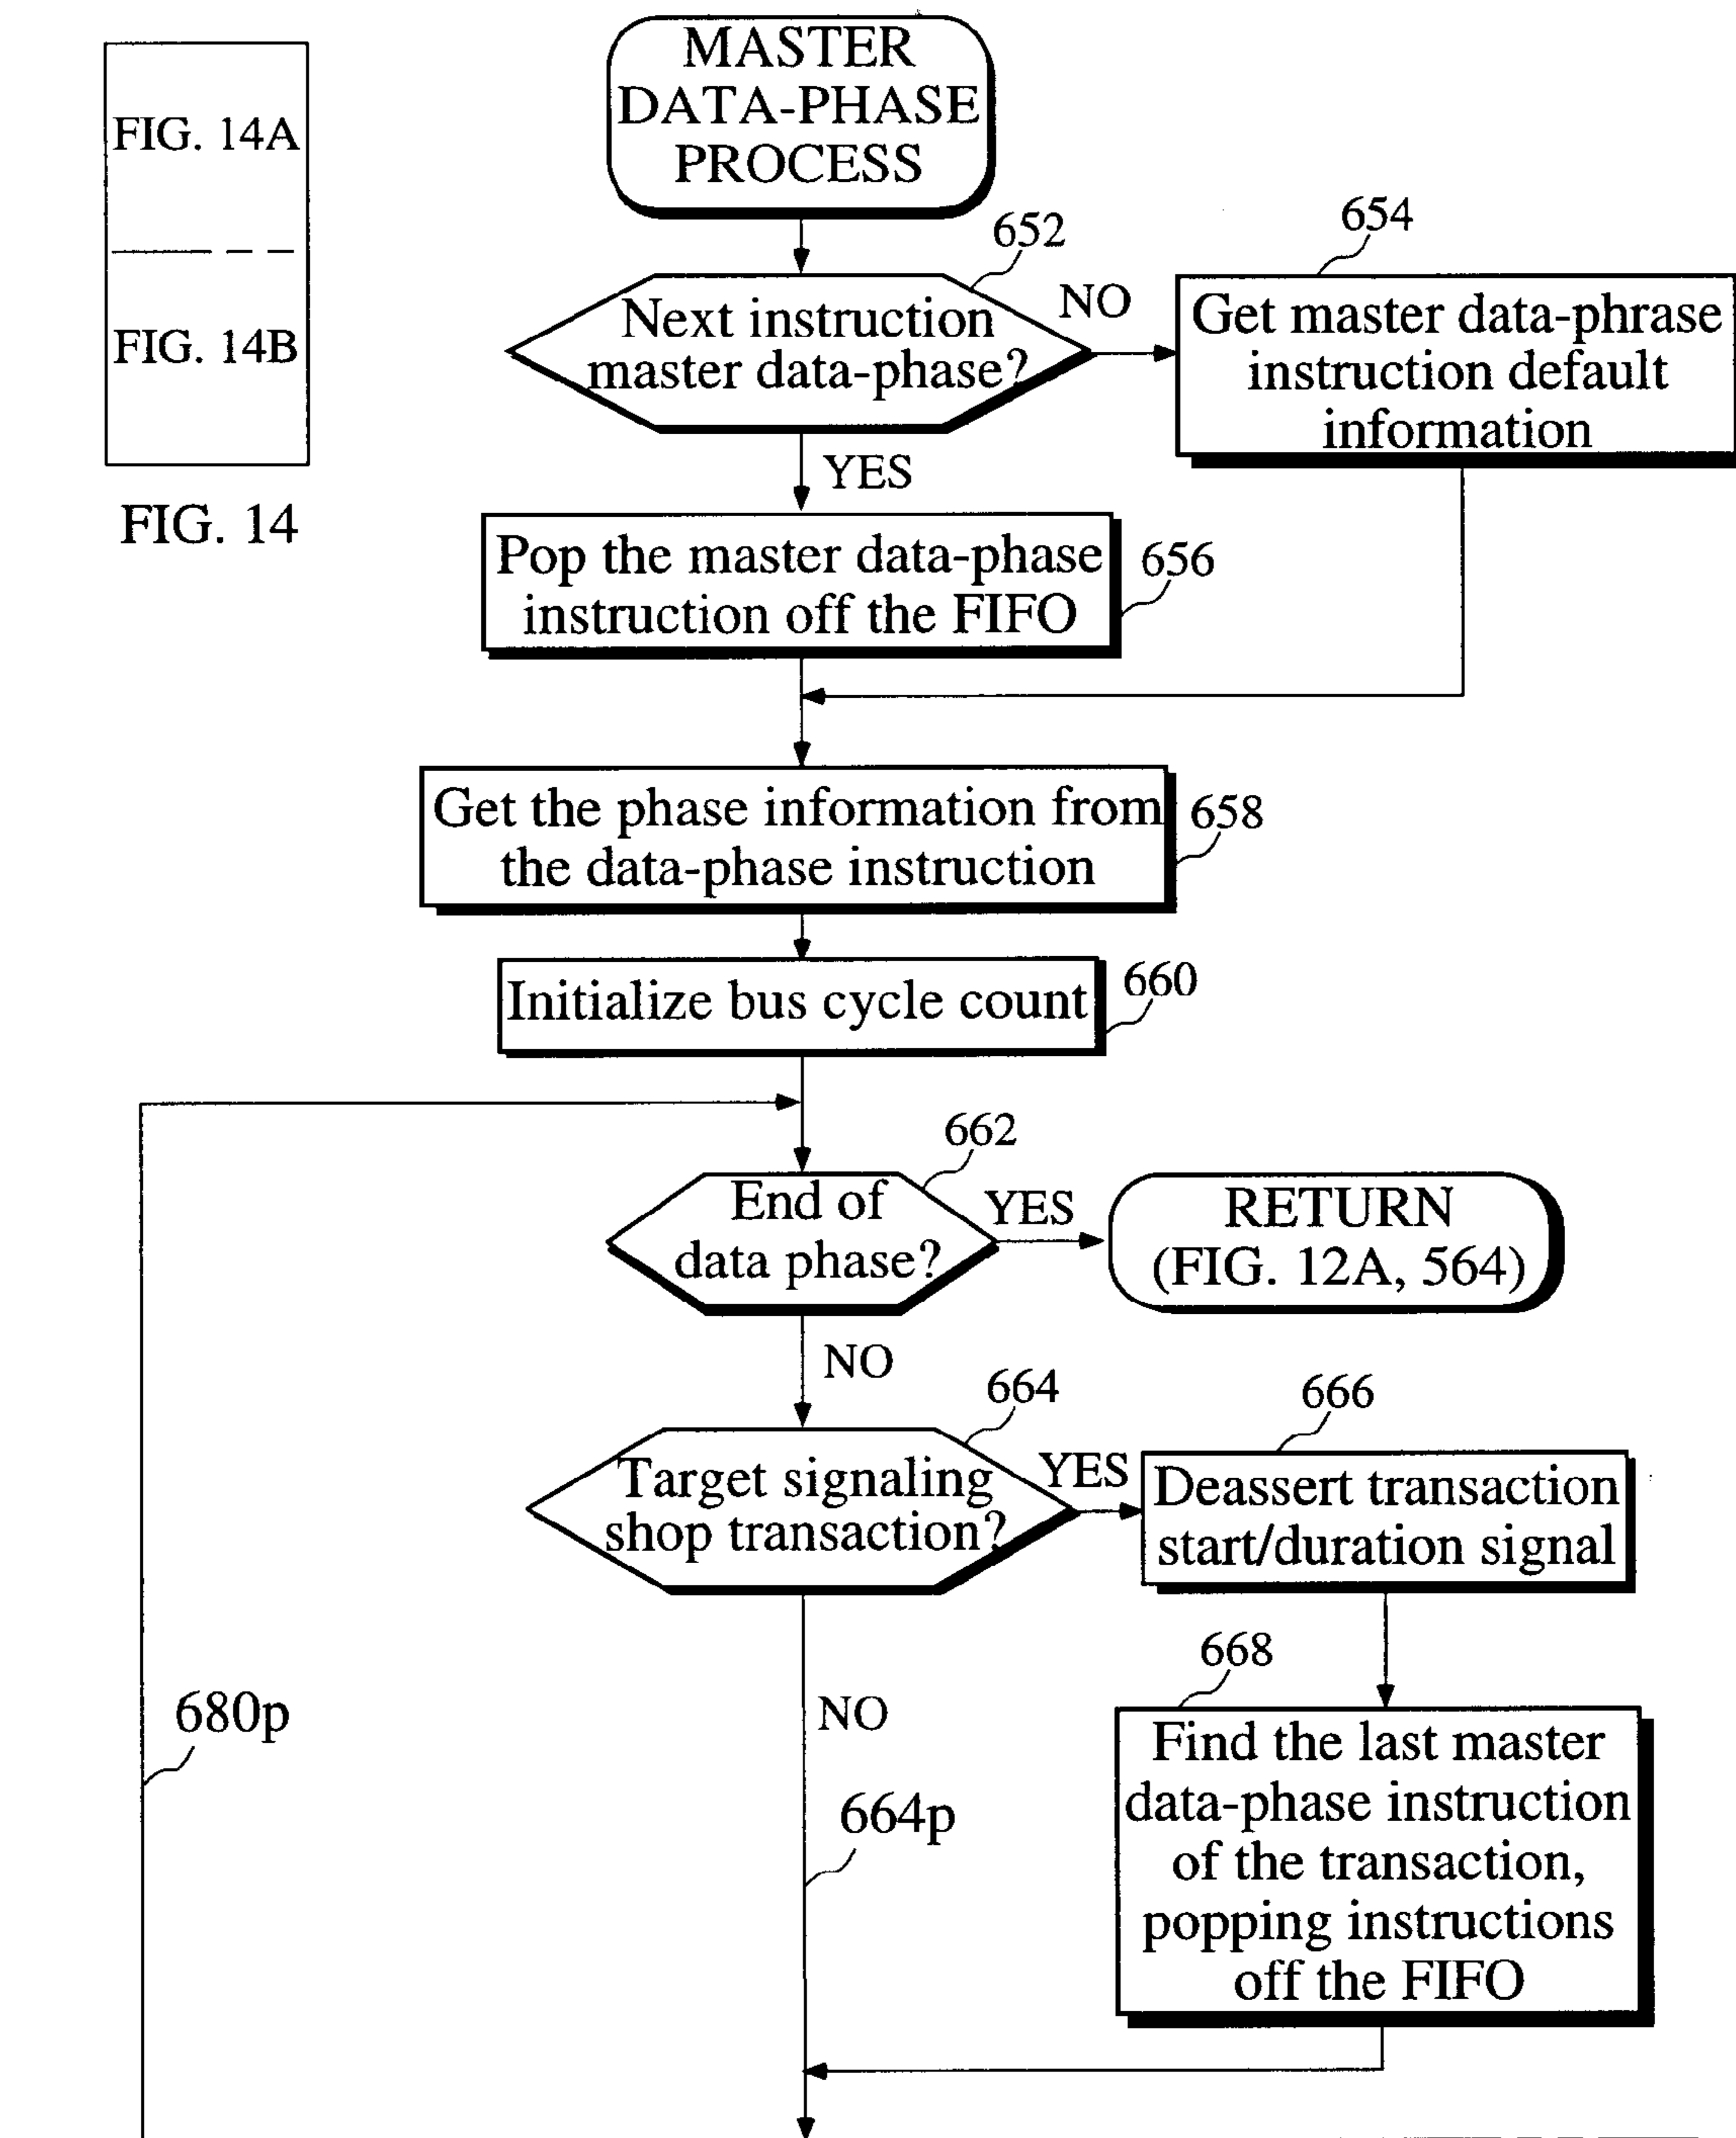 FIG. 14A
FIG. 14B
FIG. 14
MASTER
DATA-PHASE
PROCESS
652
Next instruction
master data-phase?
NO
654
Get master data-phrase
instruction default
information
YES
Pop the master data-phase
instruction off the FIFO
656
Get the phase information from
the data-phase instruction
658
Initialize bus cycle count
660
662
End of
data phase?
YES
RETURN
(FIG. 12A, 564)
NO
664
Target signaling
shop transaction?
YES
666
Deassert transaction
start/duration signal
668
Find the last master
data-phase instruction
of the transaction,
popping instructions
off the FIFO
NO
664p
680p